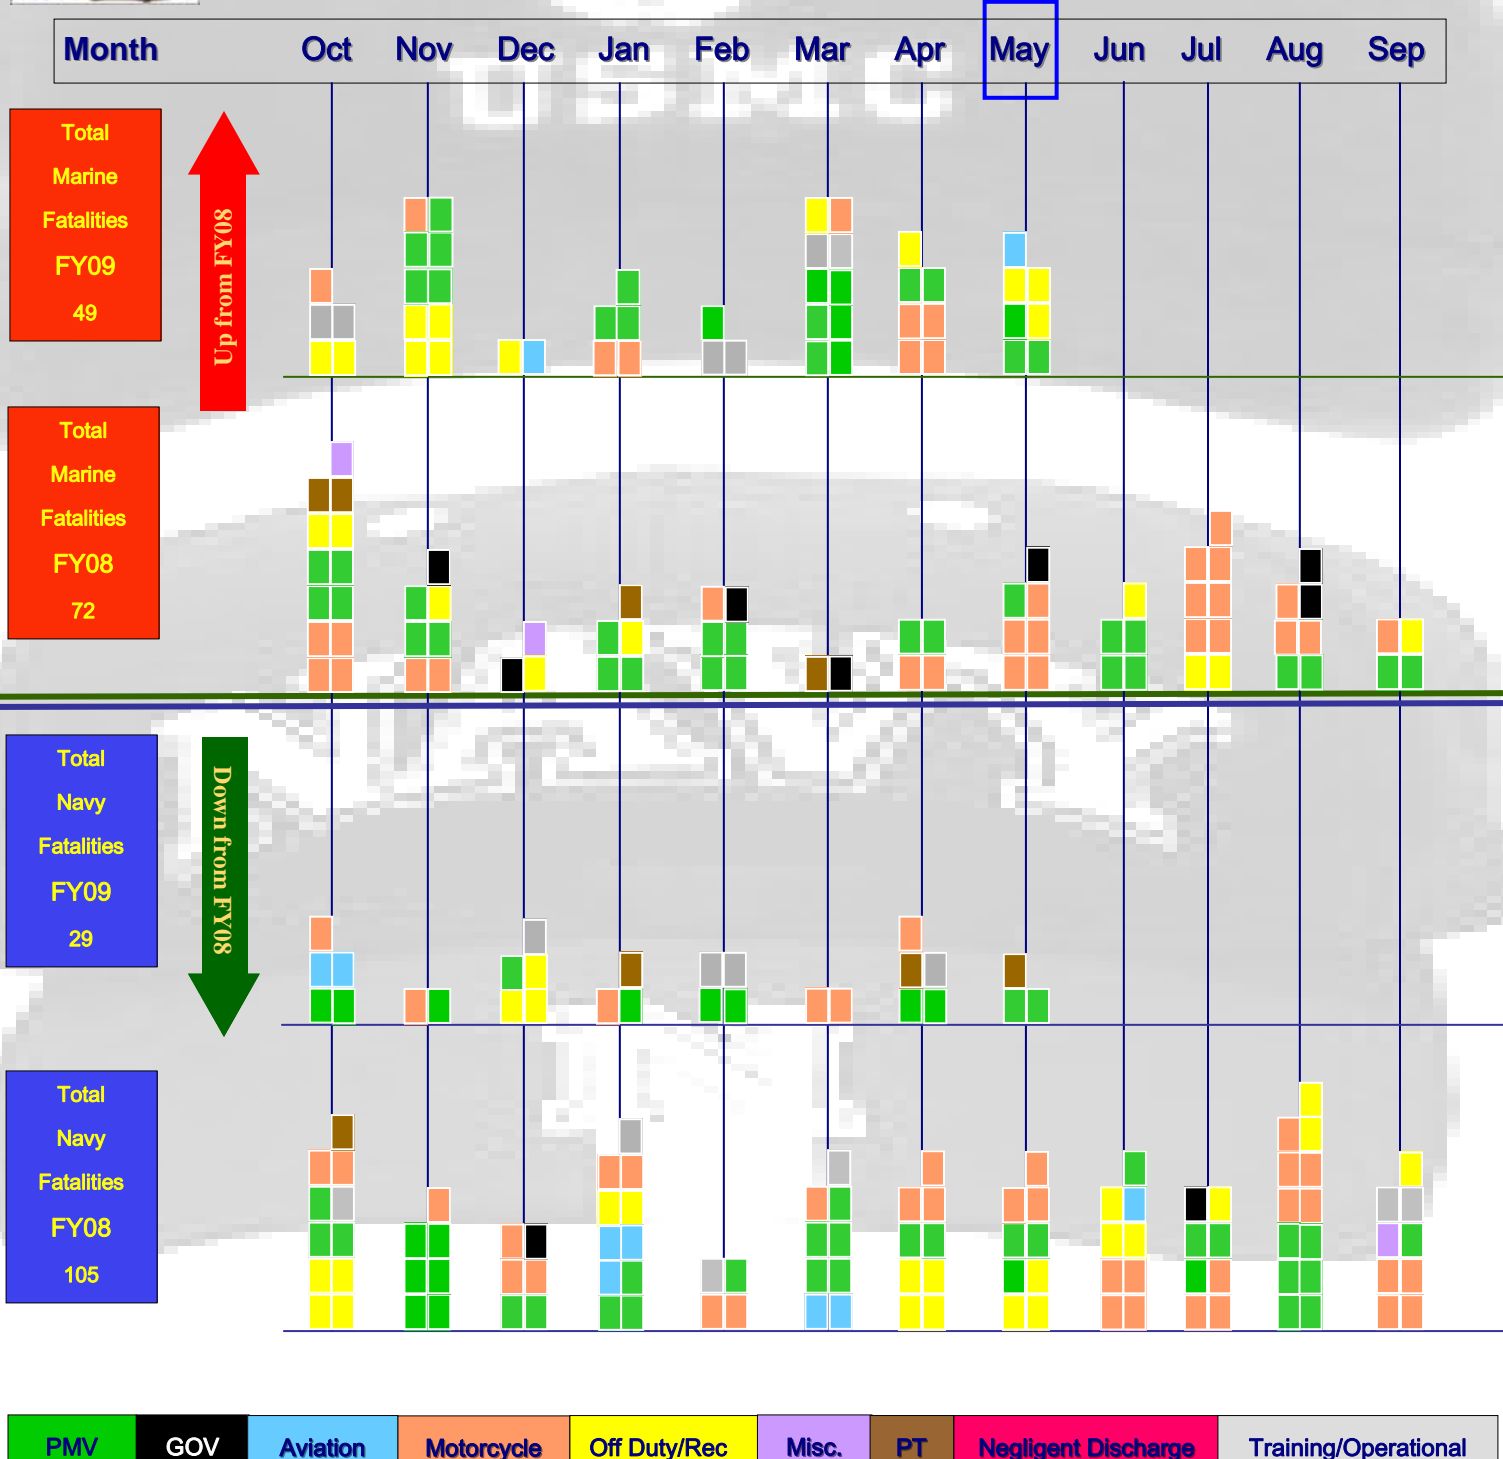 Month Oct Nov Dec Jan Feb Mar Apr May Jun Jul Aug Sep
USMC
Total
Marine
Fatalities
FY09
49
Up from FY08
Total
Marine
Fatalities
FY08
72
Total
Navy
Fatalities
FY09
29
Down from FY08
Total
Navy
Fatalities
FY08
105
PMV GOV Aviation Motorcycle Off Duty/Rec Misc. PT Negligent Discharge Training/Operational